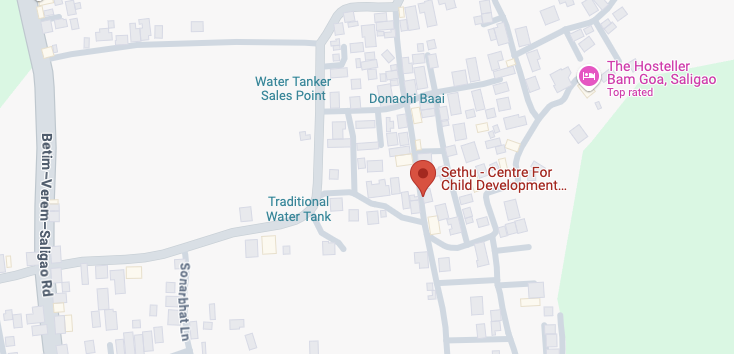 The Hosteller
Bam Goa, Saligao
Top rated
Water Tanker
Sales Point
Donachi Baai
Betim–Verem–Saligao Rd
Sethu - Centre For
Child Development...
Traditional
Water Tank
Sonarbhat Ln